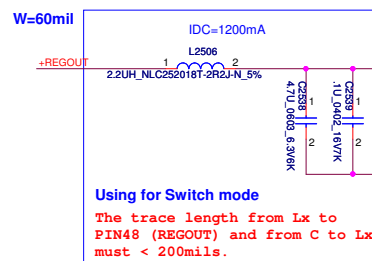 W=60mil
IDC=1200mA
L2506
+REGOUT
1
2
2.2UH_NLC252018T-2R2J-N_5%
C2538
4.7U_0603_6.3V6K
1
2
C2539
.1U_0402_16V7K
1
2
Using for Switch mode
The trace length from Lx to
PIN48 (REGOUT) and from C to Lx
must < 200mils.